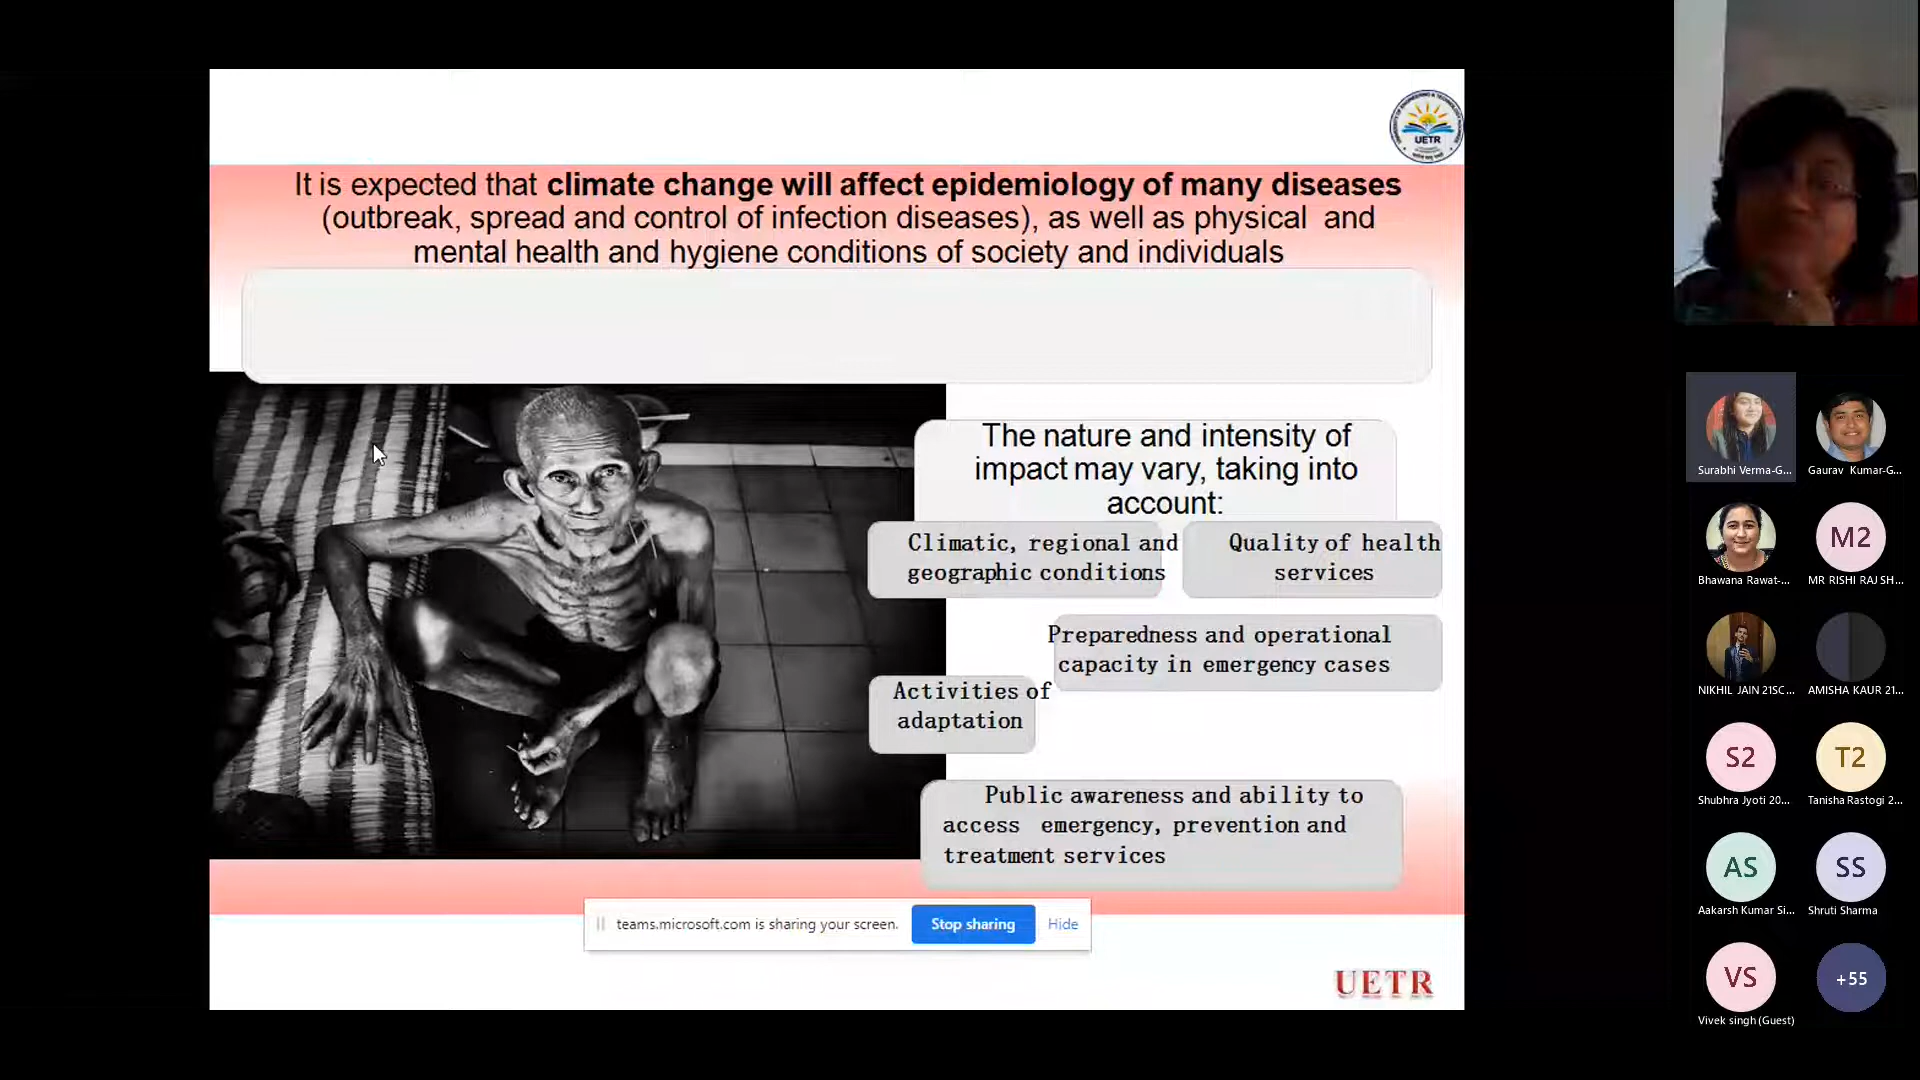 UETR
It is expected that climate change will affect epidemiology of many diseases
(outbreak, spread and control of infection diseases), as well as physical and
mental health and hygiene conditions of society and individuals
The nature and intensity of
impact may vary, taking into
account:
Climatic, regional and
geographic conditions
Quality of health
services
Preparedness and operational
capacity in emergency cases
Activities of
adaptation
Public awareness and ability to
access emergency, prevention and
treatment services
teams.microsoft.com is sharing your screen.
Stop sharing
Hide
UETR
Surabhi Verma-G...
Gaurav Kumar-G...
Bhawana Rawat-...
M2
MR RISHI RAJ SH...
NIKHIL JAIN 21SC...
AMISHA KAUR 21...
S2
Shubhra Jyoti 20...
T2
Tanisha Rastogi 2...
AS
Aakarsh Kumar Si...
SS
Shruti Sharma
VS
Vivek singh (Guest)
+55